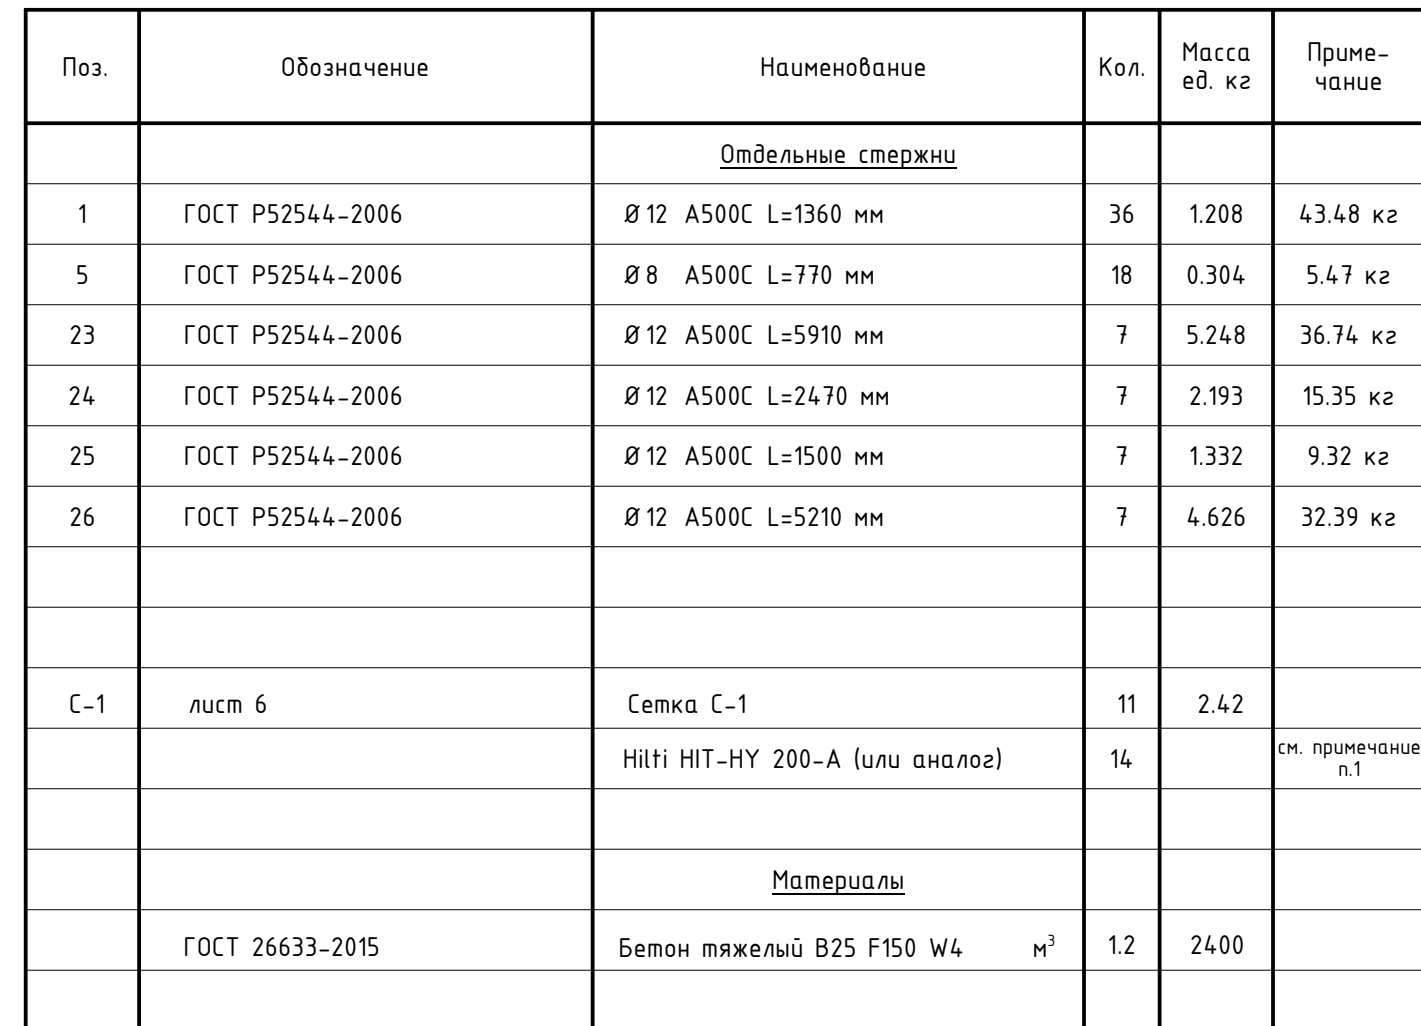 Поз. Обозначение Наименование Кол. Масса ед. кг Приме-чание
Отдельные стержни
1 ГОСТ Р52544-2006 Ø12 А500С L=1360 мм 36 1.208 43.48 кг
5 ГОСТ Р52544-2006 Ø8 А500С L=770 мм 18 0.304 5.47 кг
23 ГОСТ Р52544-2006 Ø12 А500С L=5910 мм 7 5.248 36.74 кг
24 ГОСТ Р52544-2006 Ø12 А500С L=2470 мм 7 2.193 15.35 кг
25 ГОСТ Р52544-2006 Ø12 А500С L=1500 мм 7 1.332 9.32 кг
26 ГОСТ Р52544-2006 Ø12 А500С L=5210 мм 7 4.626 32.39 кг
С-1 лист 6 Сетка С-1 11 2.42
Hilti HIT-HY 200-A (или аналог) 14 см. примечание п.1
Материалы
ГОСТ 26633-2015 Бетон тяжелый В25 F150 W4 м³ 1.2 2400